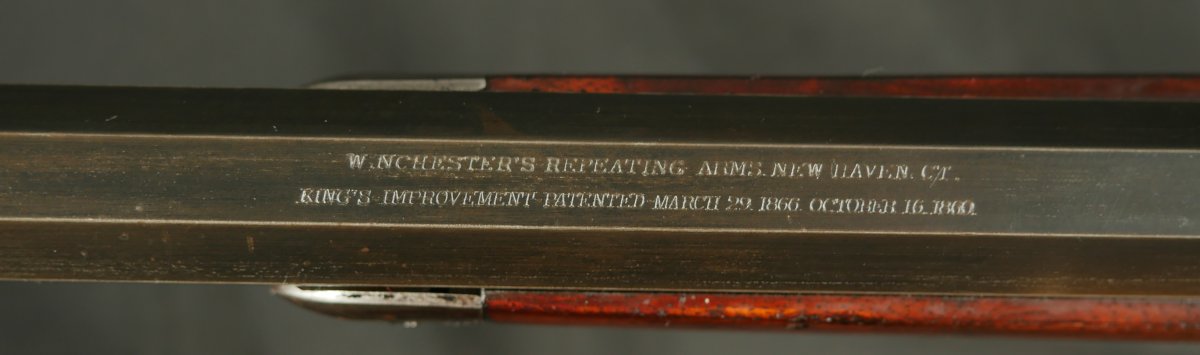 WINCHESTER'S REPEATING ARMS. NEW HAVEN. CT.
KING'S IMPROVEMENT PATENTED MARCH 29. 1866. OCTOBER 16. 1860.